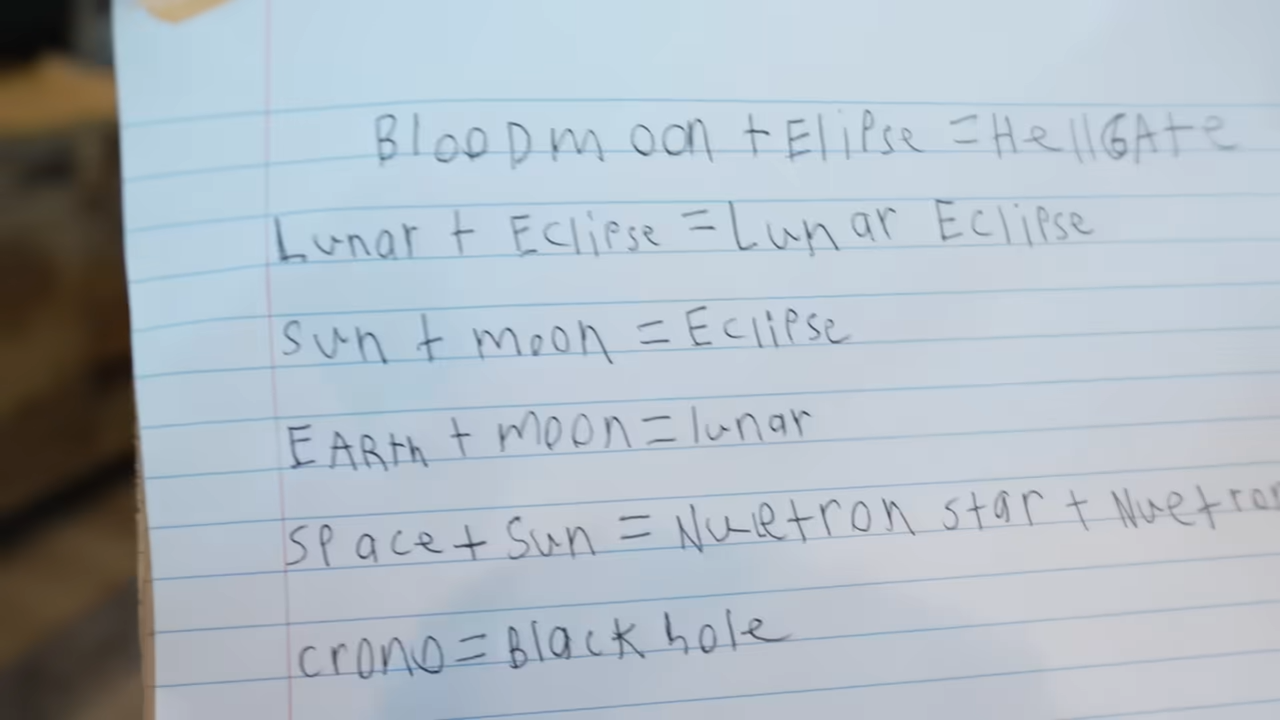 BlooDmoon + Elipse = HellGAte
Lunar + Eclipse = Lunar Eclipse
Sun + moon = Eclipse
EARth + moon = lunar
Space + Sun = Nuetron star + Nuetron
crono = Black hole